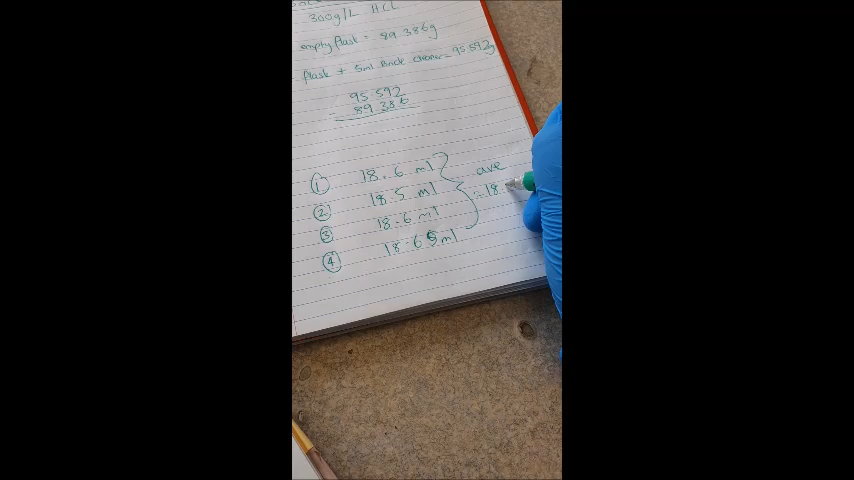 300g/L HCL
empty flask = 89.386g
flask + 5ml Brick cleaner = 95.592g
95.592
- 89.386
① 18.6 ml
② 18.5 ml
③ 18.6 ml
④ 18.65ml
ave
= 18.